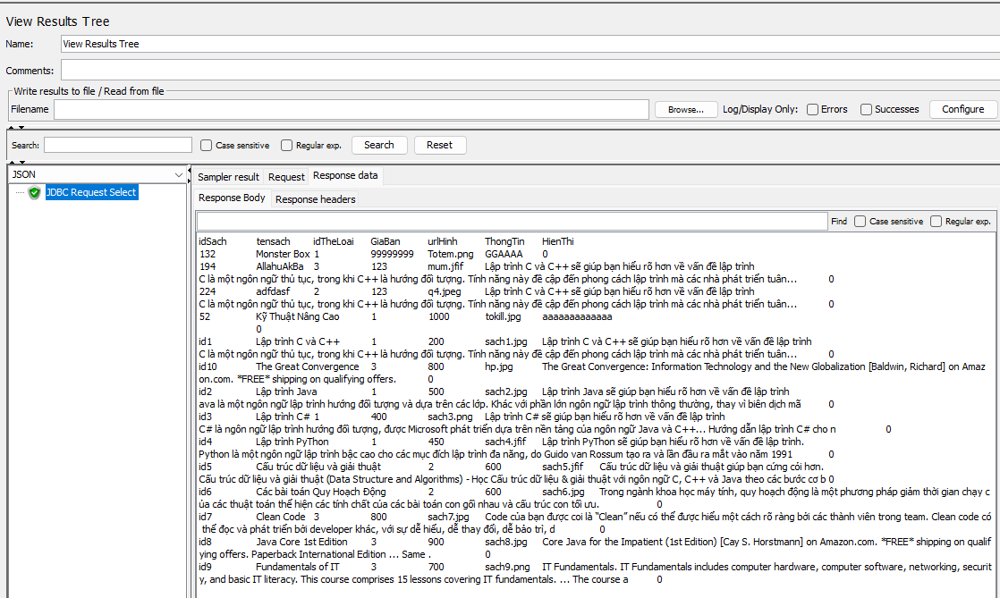 View Results Tree
Name: View Results Tree
Comments:
Write results to file / Read from file
Filename Browse... Log/Display Only: Errors Successes Configure
Search: Case sensitive Regular exp. Search Reset
JSON
JDBC Request Select
Sampler result Request Response data
Response Body Response headers
Find Case sensitive Regular exp.
idSach tensach idTheLoai GiaBan urlHinh ThongTin HienThi
132 Monster Box 1 99999999 Totem.png GGAAAA 0
194 AllahuAkBa 3 123 mum.jfif Lập trình C và C++ sẽ giúp bạn hiểu rõ hơn về vấn đề lập trình
C là một ngôn ngữ thủ tục, trong khi C++ là hướng đối tượng. Tính năng này đề cập đến phong cách lập trình mà các nhà phát triển tuân... 0
224 adfdasf 2 123 q4.jpeg Lập trình C và C++ sẽ giúp bạn hiểu rõ hơn về vấn đề lập trình
C là một ngôn ngữ thủ tục, trong khi C++ là hướng đối tượng. Tính năng này đề cập đến phong cách lập trình mà các nhà phát triển tuân... 0
52 Kỹ Thuật Nâng Cao 1 1000 tokill.jpg aaaaaaaaaaaaa
0
id1 Lập trình C và C++ 1 200 sach1.jpg Lập trình C và C++ sẽ giúp bạn hiểu rõ hơn về vấn đề lập trình
C là một ngôn ngữ thủ tục, trong khi C++ là hướng đối tượng. Tính năng này đề cập đến phong cách lập trình mà các nhà phát triển tuân... 0
id10 The Great Convergence 3 800 hp.jpg The Great Convergence: Information Technology and the New Globalization [Baldwin, Richard] on Amaz
on.com. *FREE* shipping on qualifying offers. 0
id2 Lập trình Java 1 500 sach2.jpg Lập trình Java sẽ giúp bạn hiểu rõ hơn về vấn đề lập trình
ava là một ngôn ngữ lập trình hướng đối tượng và dựa trên các lớp. Khác với phần lớn ngôn ngữ lập trình thông thường, thay vì biên dịch mã 0
id3 Lập trình C# 1 400 sach3.png Lập trình C# sẽ giúp bạn hiểu rõ hơn về vấn đề lập trình
C# là ngôn ngữ lập trình hướng đối tượng, được Microsoft phát triển dựa trên nền tảng của ngôn ngữ Java và C++... Hướng dẫn lập trình C# cho n 0
id4 Lập trình PyThon 1 450 sach4.jfif Lập trình PyThon sẽ giúp bạn hiểu rõ hơn về vấn đề lập trình.
Python là một ngôn ngữ lập trình bậc cao cho các mục đích lập trình đa năng, do Guido van Rossum tạo ra và lần đầu ra mắt vào năm 1991 0
id5 Cấu trúc dữ liệu và giải thuật 2 600 sach5.jfif Cấu trúc dữ liệu và giải thuật giúp bạn cứng cỏi hơn.
Cấu trúc dữ liệu và giải thuật (Data Structure and Algorithms) - Học Cấu trúc dữ liệu & giải thuật với ngôn ngữ C, C++ và Java theo các bước cơ b 0
id6 Các bài toán Quy Hoạch Động 2 600 sach6.jpg Trong ngành khoa học máy tính, quy hoạch động là một phương pháp giảm thời gian chạy c
ủa các thuật toán thể hiện các tính chất của các bài toán con gối nhau và cấu trúc con tối ưu. 0
id7 Clean Code 3 800 sach7.jpg Code của bạn được coi là “Clean” nếu có thể được hiểu một cách rõ ràng bởi các thành viên trong team. Clean code có
thể đọc và phát triển bởi developer khác, với sự dễ hiểu, dễ thay đổi, dễ bảo trì, d 0
id8 Java Core 1st Edition 3 900 sach8.jpg Core Java for the Impatient (1st Edition) [Cay S. Horstmann] on Amazon.com. *FREE* shipping on qualif
ying offers. Paperback International Edition ... Same . 0
id9 Fundamentals of IT 3 700 sach9.png IT Fundamentals. IT Fundamentals includes computer hardware, computer software, networking, securit
y, and basic IT literacy. This course comprises 15 lessons covering IT fundamentals. ... The course a 0